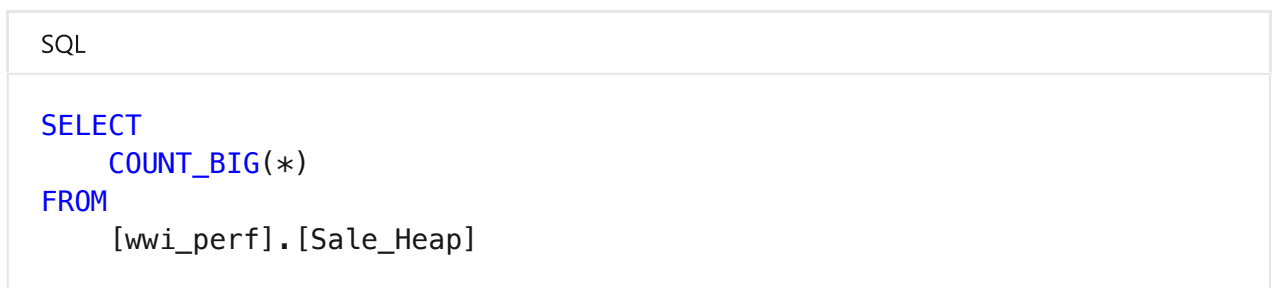 SQL
SELECT
COUNT_BIG(*)
FROM
[wwi_perf].[Sale_Heap]